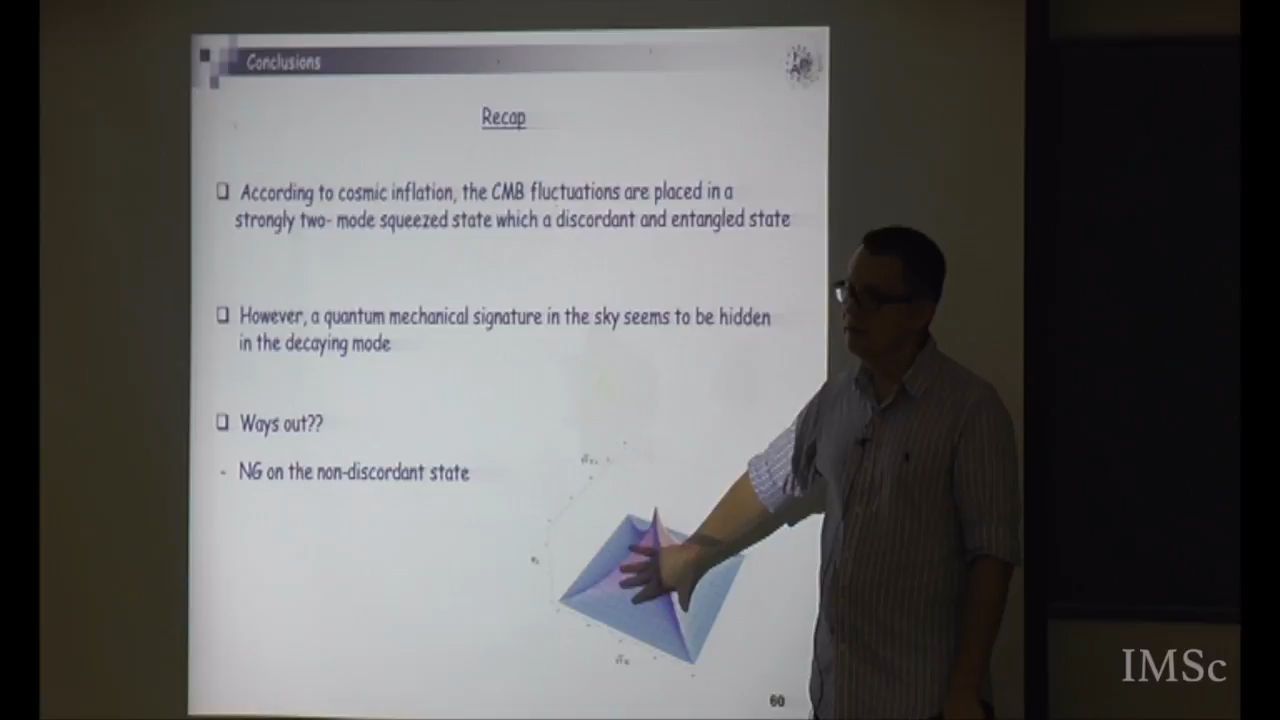 Conclusions
Recap
According to cosmic inflation, the CMB fluctuations are placed in a
strongly two- mode squeezed state which a discordant and entangled state
However, a quantum mechanical signature in the sky seems to be hidden
in the decaying mode
Ways out??
- NG on the non-discordant state
60
IMSc